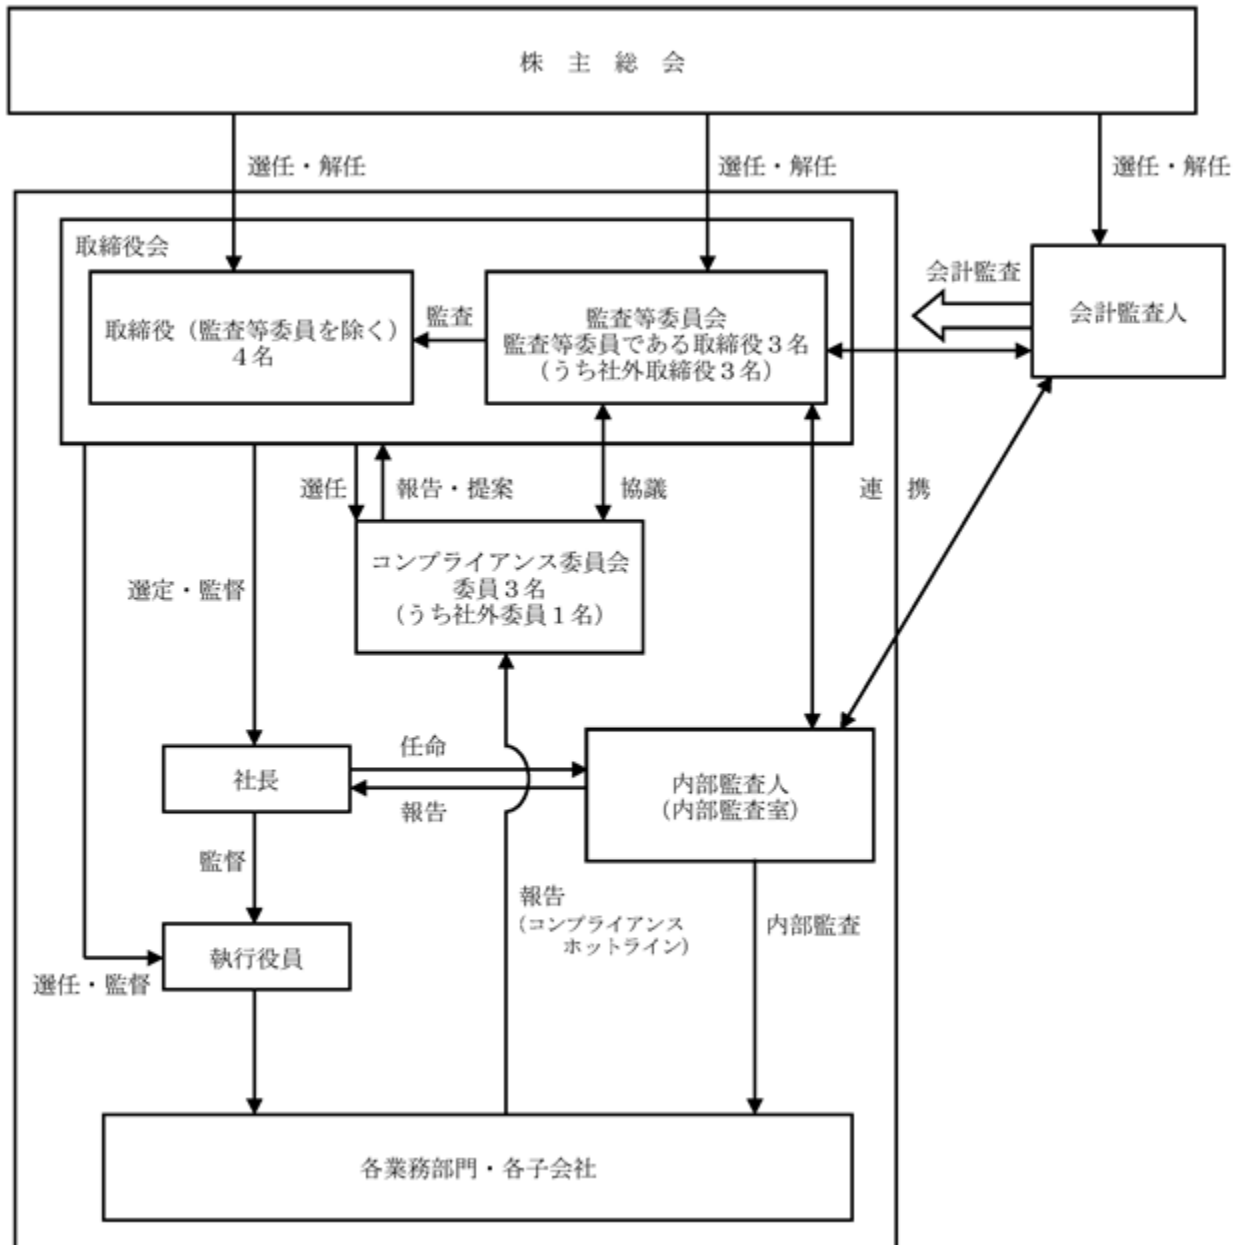 株 主 総 会
選任・解任
選任・解任
選任・解任
取締役会
取締役（監査等委員を除く）
４名
監査
監査等委員会
監査等委員である取締役３名
（うち社外取締役３名）
会計監査
会計監査人
選任
報告・提案
協議
連 携
コンプライアンス委員会
委員３名
（うち社外委員１名）
選定・監督
社長
任命
報告
内部監査人
（内部監査室）
監督
報告
（コンプライアンス
ホットライン）
内部監査
執行役員
選任・監督
各業務部門・各子会社